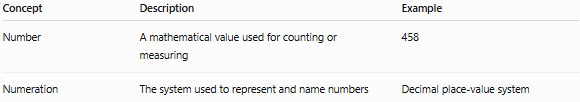 Concept Description Example
Number A mathematical value used for counting or 458
measuring
Numeration The system used to represent and name numbers Decimal place-value system